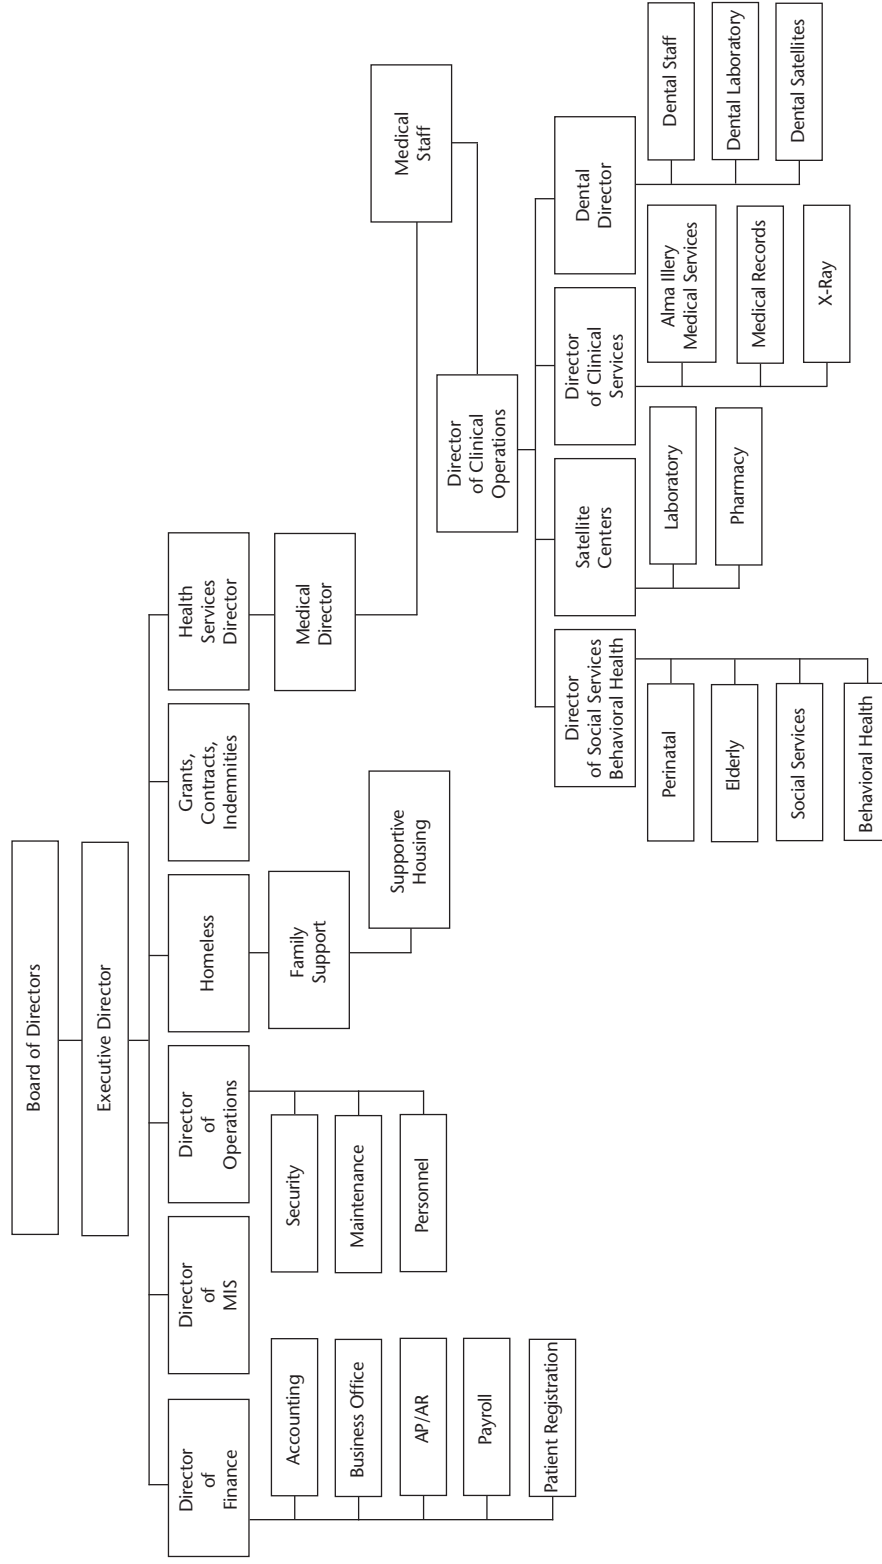 Board of Directors
Executive Director
Director
of
Finance
Director
of
MIS
Director
of
Operations
Homeless
Grants,
Contracts,
Indemnities
Health
Services
Director
Accounting
Business Office
AP/AR
Payroll
Patient Registration
Security
Maintenance
Personnel
Family
Support
Supportive
Housing
Medical
Director
Medical
Staff
Director
of Clinical
Operations
Director
of Social Services
Behavioral Health
Satellite
Centers
Director
of Clinical
Services
Dental
Director
Perinatal
Elderly
Social Services
Behavioral Health
Laboratory
Pharmacy
Alma Illery
Medical Services
Medical Records
X-Ray
Dental Staff
Dental Laboratory
Dental Satellites